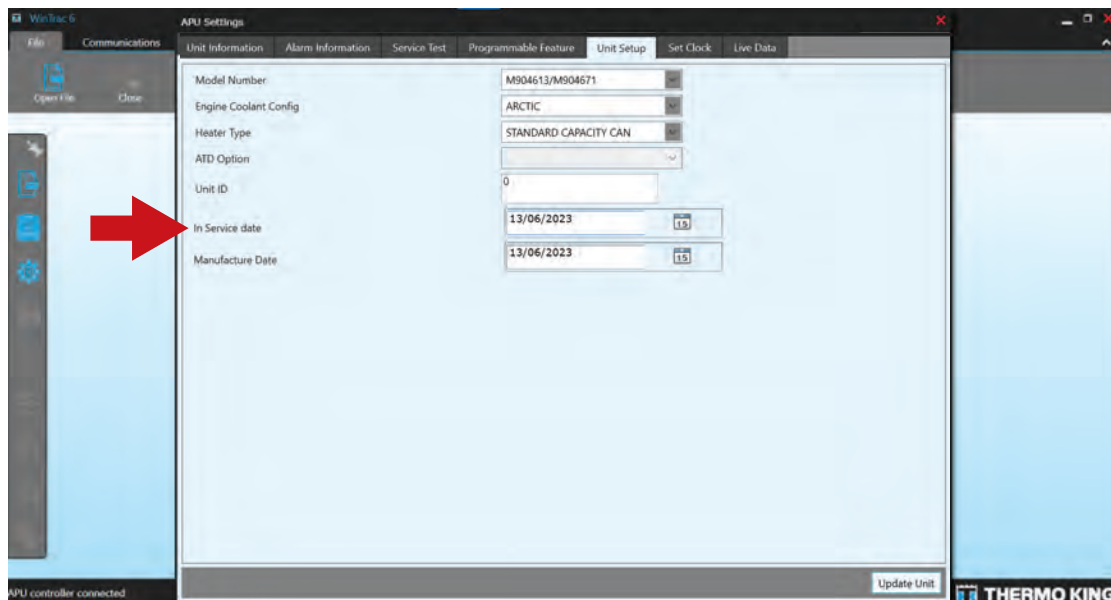 WinTrac 6
APU Settings
File Communications
Unit Information Alarm Information Service Test Programmable Feature Unit Setup Set Clock Live Data
Open File Close
Model Number M904613/M904671
Engine Coolant Config ARCTIC
Heater Type STANDARD CAPACITY CAN
ATD Option
Unit ID 0
In Service date 13/06/2023 15
Manufacture Date 13/06/2023 15
Update Unit
APU controller connected
THERMO KING